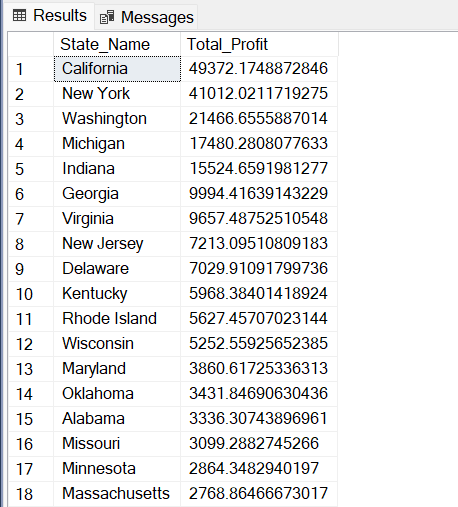 Results Messages
State_Name Total_Profit
1 California 49372.1748872846
2 New York 41012.0211719275
3 Washington 21466.6555887014
4 Michigan 17480.2808077633
5 Indiana 15524.6591981277
6 Georgia 9994.41639143229
7 Virginia 9657.48752510548
8 New Jersey 7213.09510809183
9 Delaware 7029.91091799736
10 Kentucky 5968.38401418924
11 Rhode Island 5627.45707023144
12 Wisconsin 5252.55925652385
13 Maryland 3860.61725336313
14 Oklahoma 3431.84690630436
15 Alabama 3336.30743896961
16 Missouri 3099.2882745266
17 Minnesota 2864.3482940197
18 Massachusetts 2768.86466673017